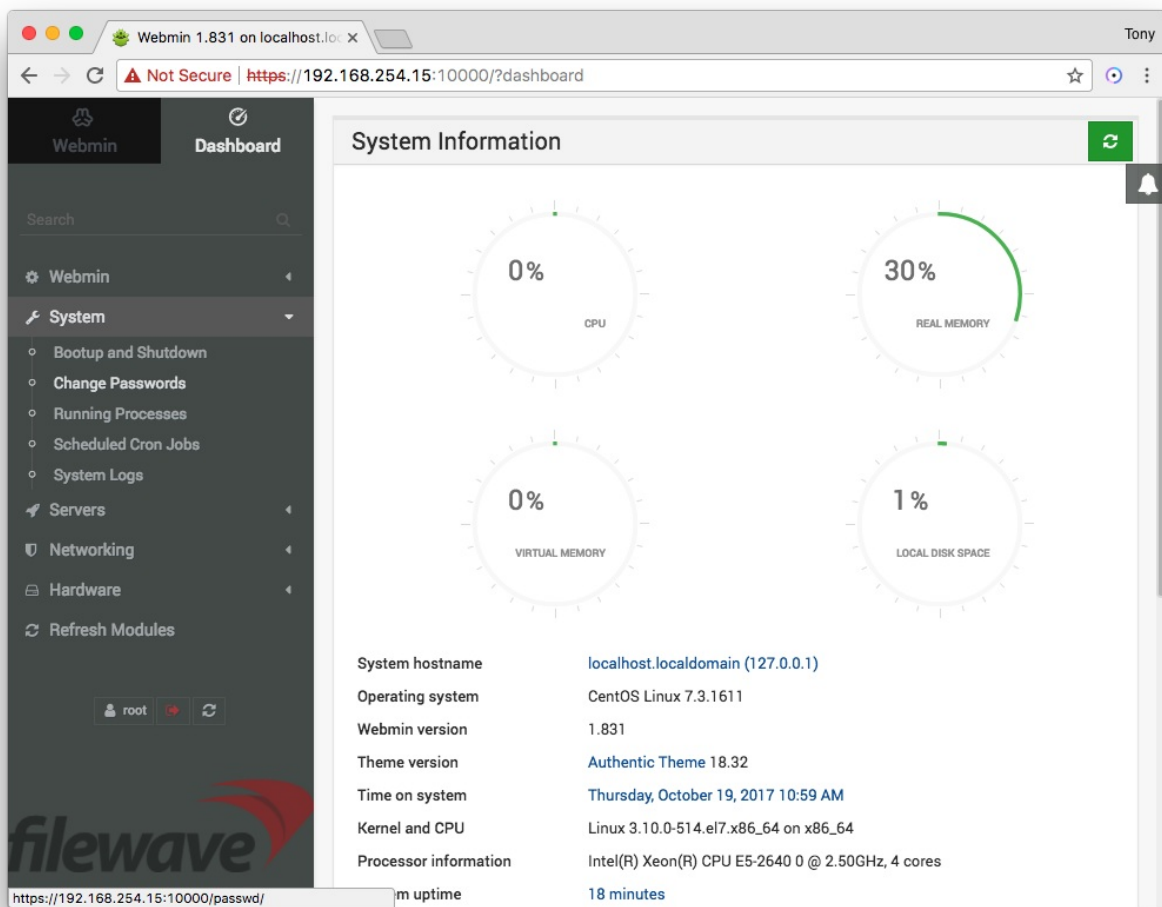 Webmin 1.831 on localhost.loc
Tony
Not Secure | https://192.168.254.15:10000/?dashboard
Webmin
Dashboard
Search
Webmin
System
Bootup and Shutdown
Change Passwords
Running Processes
Scheduled Cron Jobs
System Logs
Servers
Networking
Hardware
Refresh Modules
root
filewave
https://192.168.254.15:10000/passwd/
System Information
0%
CPU
30%
REAL MEMORY
0%
VIRTUAL MEMORY
1%
LOCAL DISK SPACE
System hostname localhost.localdomain (127.0.0.1)
Operating system CentOS Linux 7.3.1611
Webmin version 1.831
Theme version Authentic Theme 18.32
Time on system Thursday, October 19, 2017 10:59 AM
Kernel and CPU Linux 3.10.0-514.el7.x86_64 on x86_64
Processor information Intel(R) Xeon(R) CPU E5-2640 0 @ 2.50GHz, 4 cores
m uptime 18 minutes